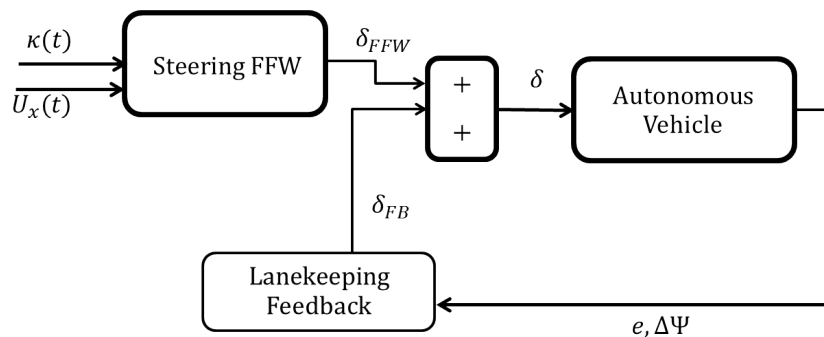 κ(t)
U_x(t)
Steering FFW
δ_FFW
+
+
δ
Autonomous
Vehicle
δ_FB
Lanekeeping
Feedback
e, ΔΨ